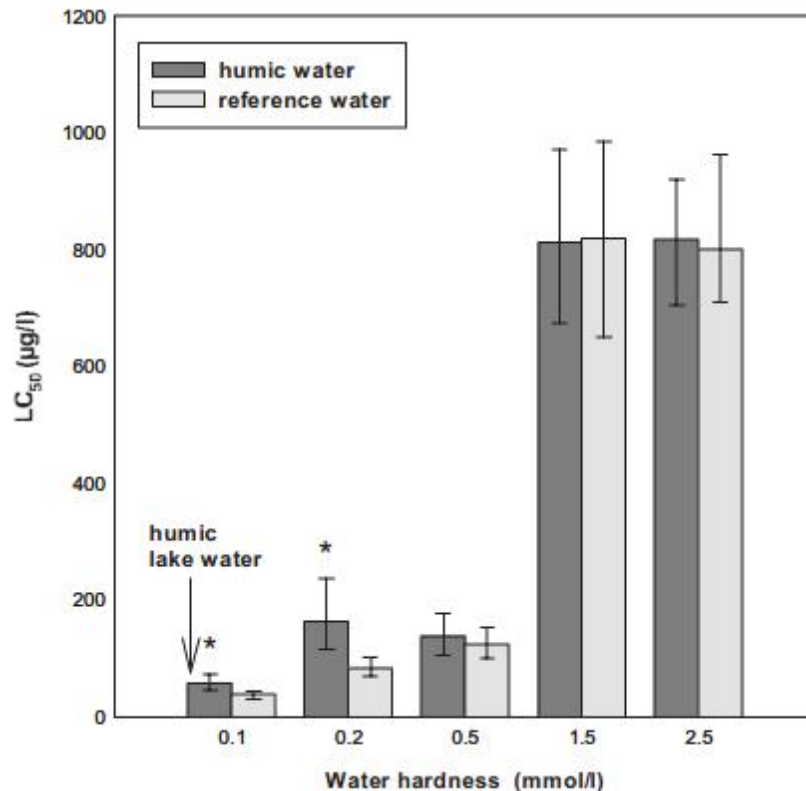 1200
humic water
reference water
1000
800
600
LC50 (µg/l)
400
humic
lake water
*
*
200
0
0.1 0.2 0.5 1.5 2.5
Water hardness (mmol/l)